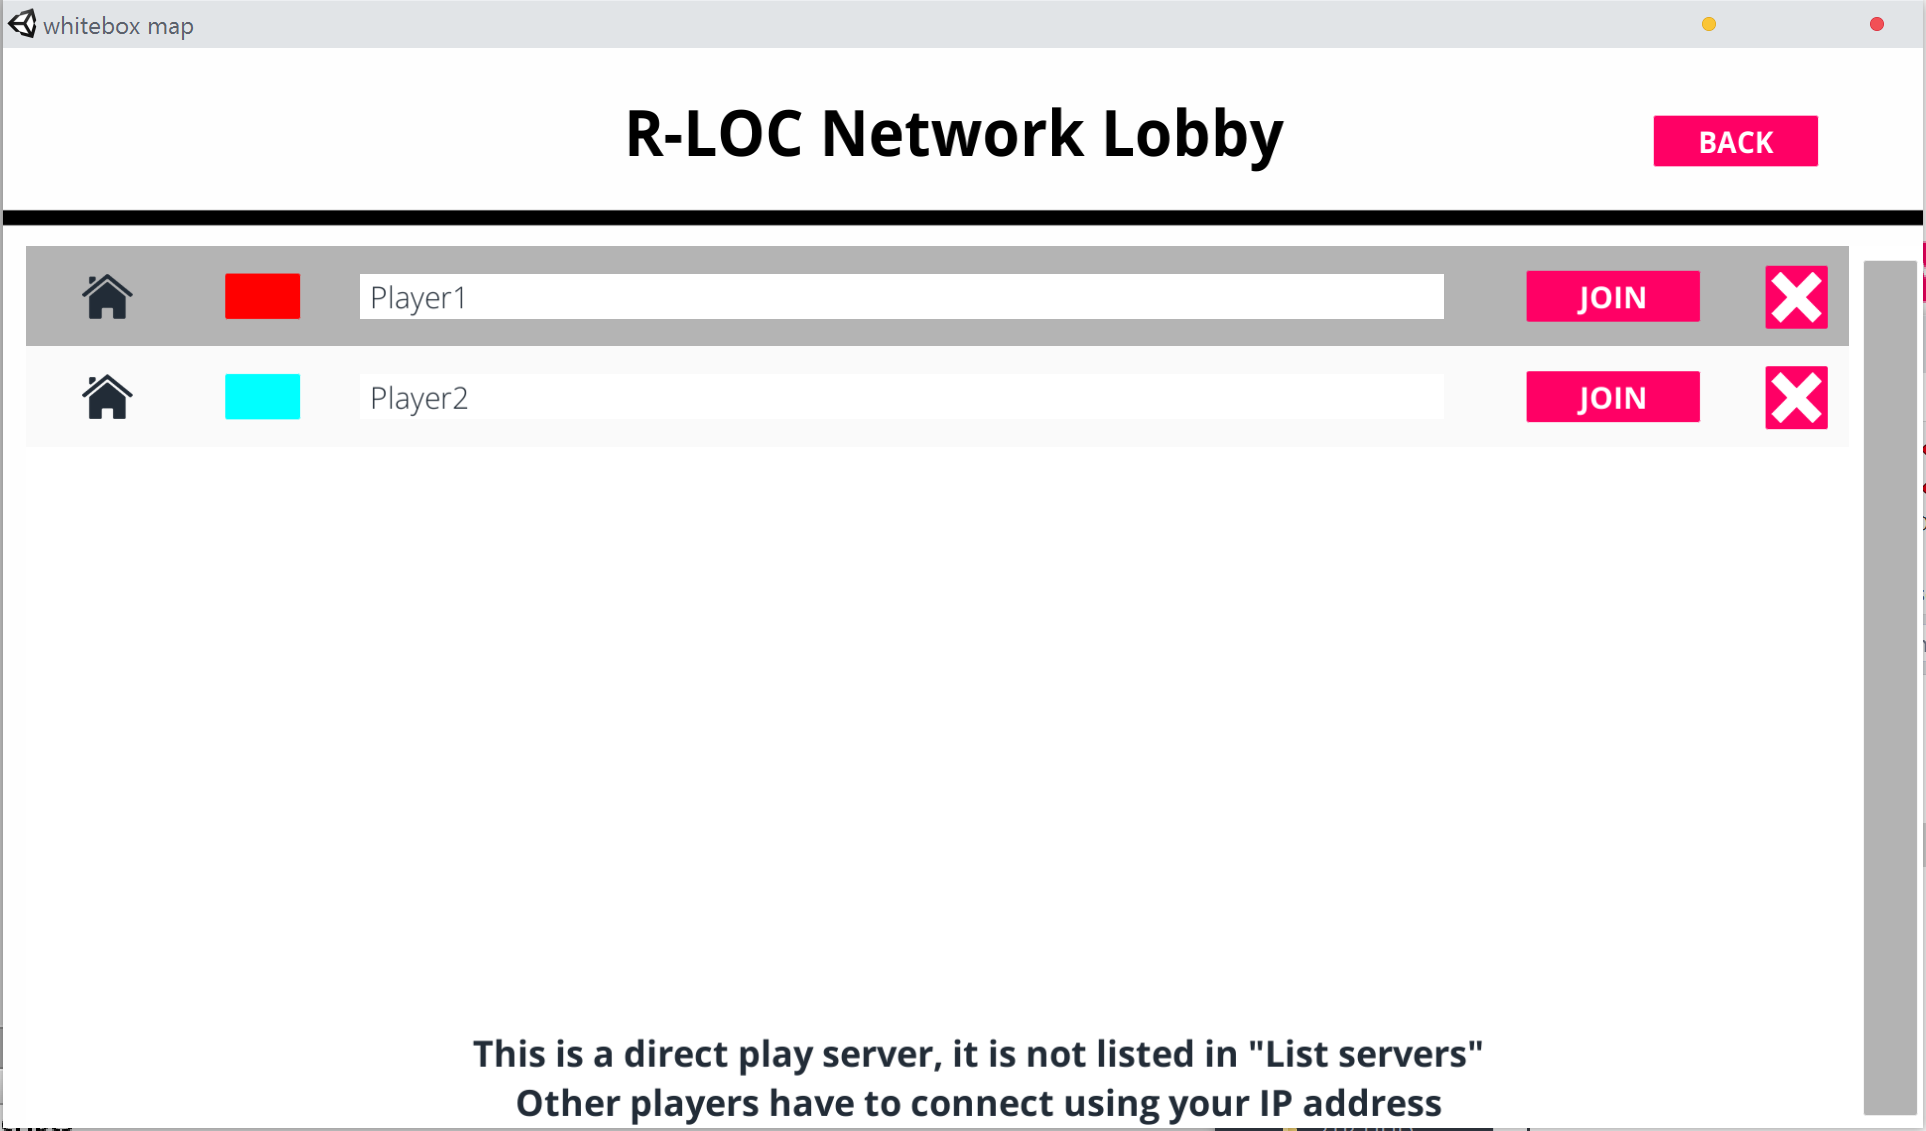 whitebox map
R-LOC Network Lobby
BACK
Player1
JOIN
Player2
JOIN
This is a direct play server, it is not listed in "List servers"
Other players have to connect using your IP address